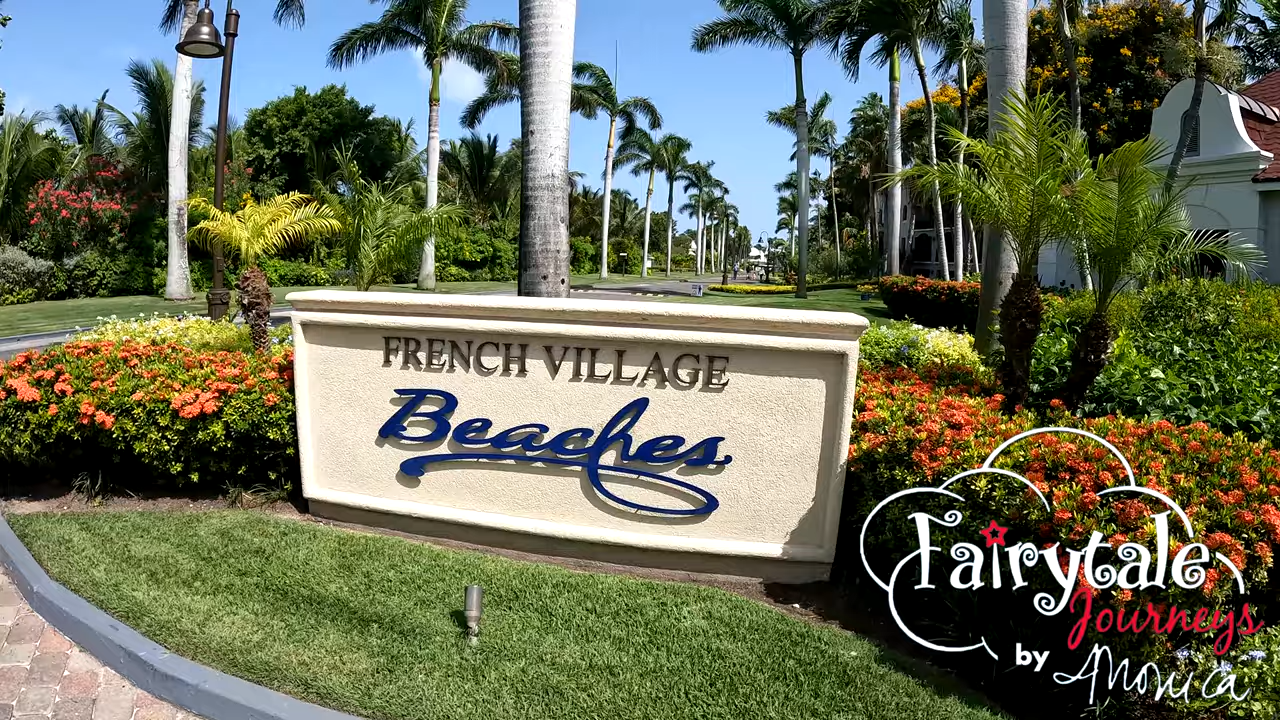 FRENCH VILLAGE
Beaches
Fairytale
Journeys
by Monica